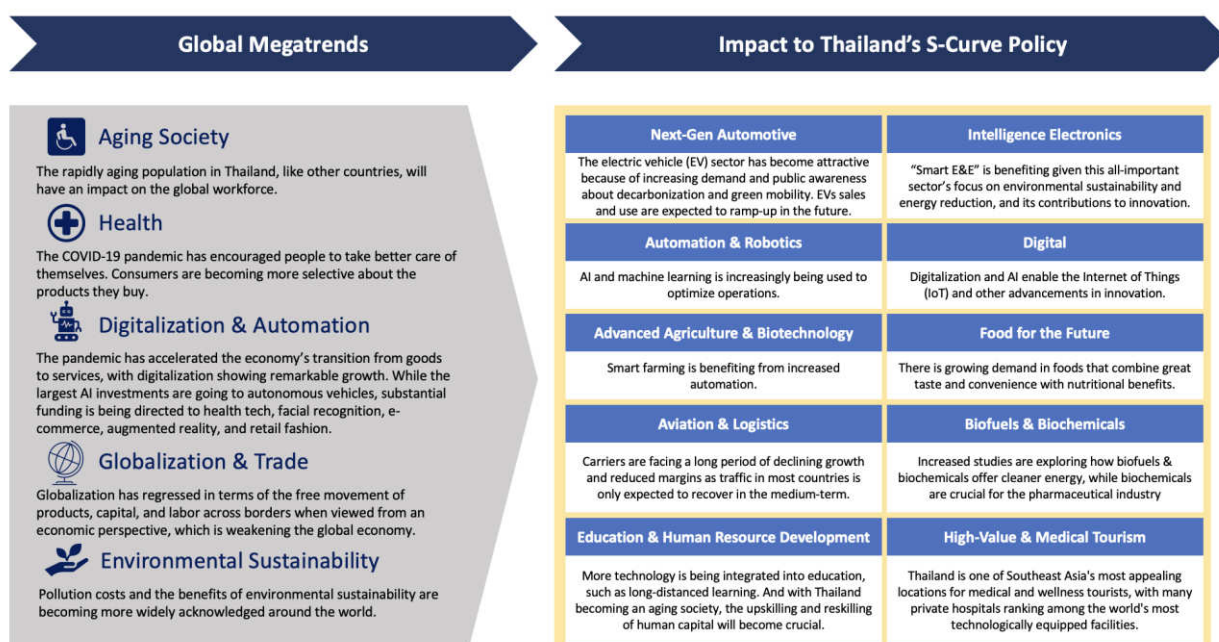 Global Megatrends
Impact to Thailand's S-Curve Policy
Aging Society
The rapidly aging population in Thailand, like other countries, will
have an impact on the global workforce.
Health
The COVID-19 pandemic has encouraged people to take better care of
themselves. Consumers are becoming more selective about the
products they buy.
Digitalization & Automation
The pandemic has accelerated the economy's transition from goods
to services, with digitalization showing remarkable growth. While the
largest AI investments are going to autonomous vehicles, substantial
funding is being directed to health tech, facial recognition, e-
commerce, augmented reality, and retail fashion.
Globalization & Trade
Globalization has regressed in terms of the free movement of
products, capital, and labor across borders when viewed from an
economic perspective, which is weakening the global economy.
Environmental Sustainability
Pollution costs and the benefits of environmental sustainability are
becoming more widely acknowledged around the world.
Next-Gen Automotive
The electric vehicle (EV) sector has become attractive
because of increasing demand and public awareness
about decarbonization and green mobility. EVs sales
and use are expected to ramp-up in the future.
Intelligence Electronics
"Smart E&E" is benefiting given this all-important
sector's focus on environmental sustainability and
energy reduction, and its contributions to innovation.
Automation & Robotics
AI and machine learning is increasingly being used to
optimize operations.
Digital
Digitalization and AI enable the Internet of Things
(IoT) and other advancements in innovation.
Advanced Agriculture & Biotechnology
Smart farming is benefiting from increased
automation.
Food for the Future
There is growing demand in foods that combine great
taste and convenience with nutritional benefits.
Aviation & Logistics
Carriers are facing a long period of declining growth
and reduced margins as traffic in most countries is
only expected to recover in the medium-term.
Biofuels & Biochemicals
Increased studies are exploring how biofuels &
biochemicals offer cleaner energy, while biochemicals
are crucial for the pharmaceutical industry
Education & Human Resource Development
More technology is being integrated into education,
such as long-distanced learning. And with Thailand
becoming an aging society, the upskilling and reskilling
of human capital will become crucial.
High-Value & Medical Tourism
Thailand is one of Southeast Asia's most appealing
locations for medical and wellness tourists, with many
private hospitals ranking among the world's most
technologically equipped facilities.